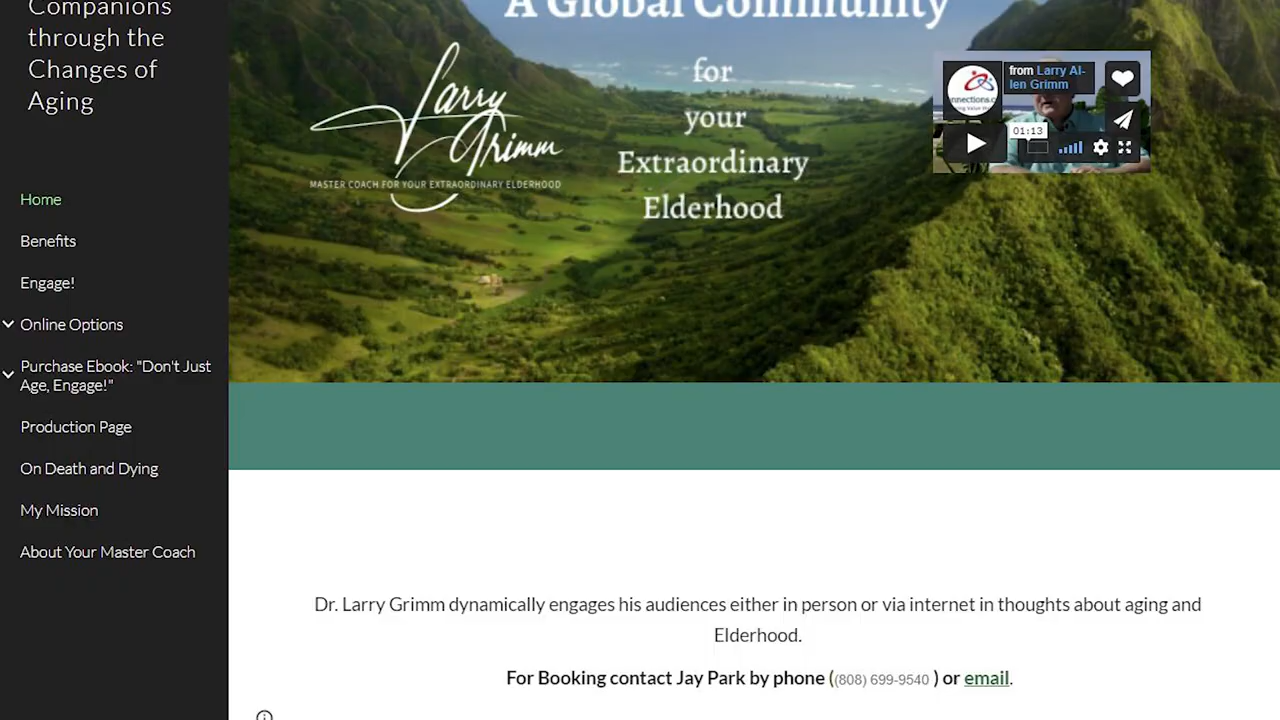 Companions
through the
Changes of
Aging
Home
Benefits
Engage!
Online Options
Purchase Ebook: "Don't Just
Age, Engage!"
Production Page
On Death and Dying
My Mission
About Your Master Coach
A Global Community
for
your
Extraordinary
Elderhood
Larry
Grimm
MASTER COACH FOR YOUR EXTRAORDINARY ELDERHOOD
from Larry Al-
len Grimm
nnections.c
01:13
Dr. Larry Grimm dynamically engages his audiences either in person or via internet in thoughts about aging and
Elderhood.
For Booking contact Jay Park by phone ((808) 699-9540 ) or email.